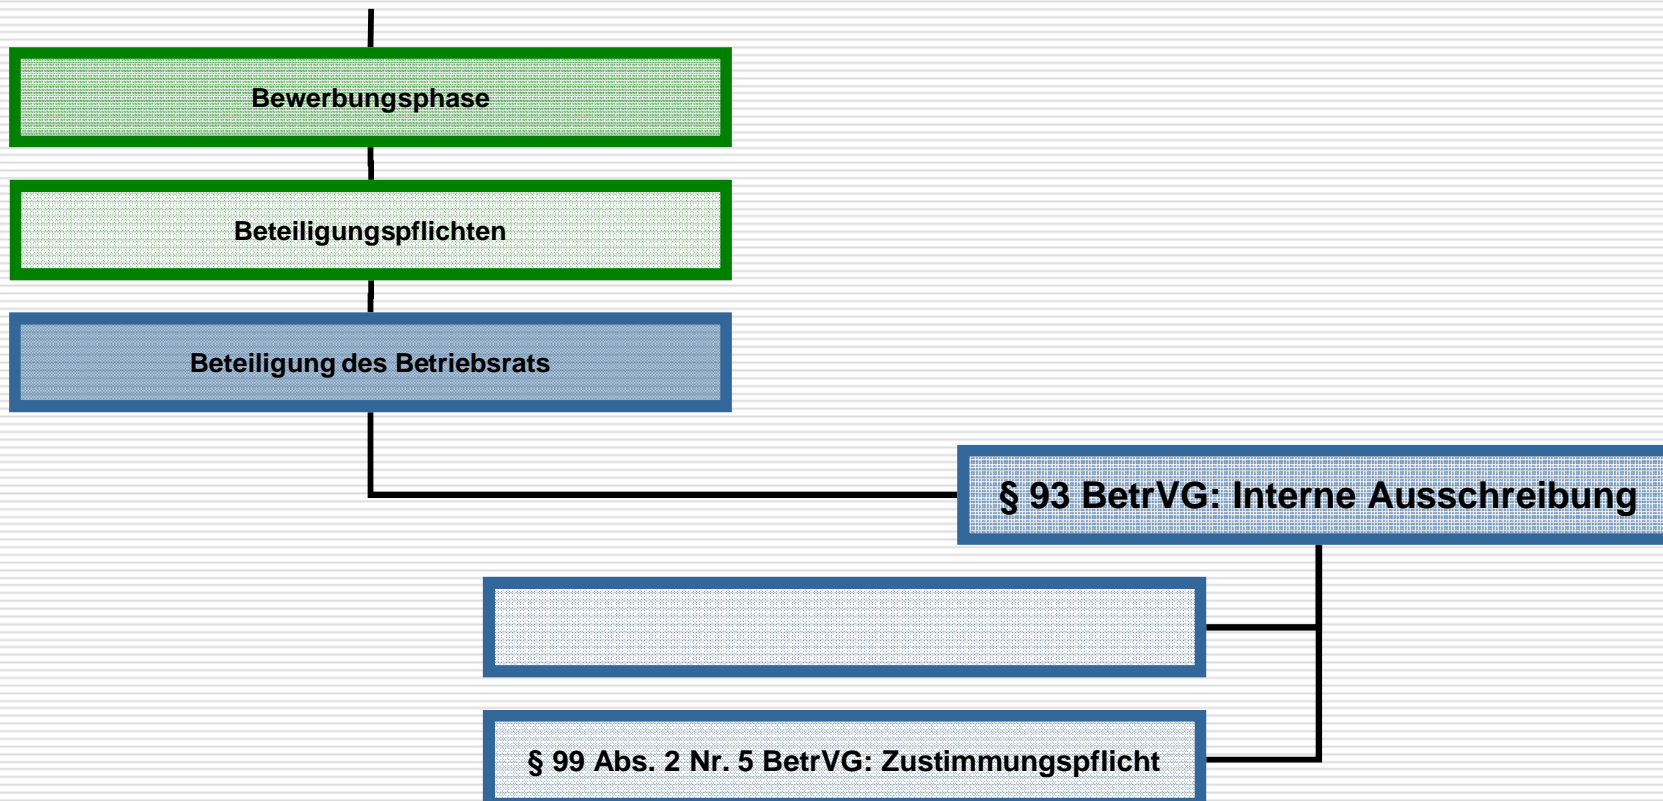 Bewerbungsphase
Beteiligungspflichten
Beteiligung des Betriebsrats
§ 93 BetrVG: Interne Ausschreibung
§ 99 Abs. 2 Nr. 5 BetrVG: Zustimmungspflicht